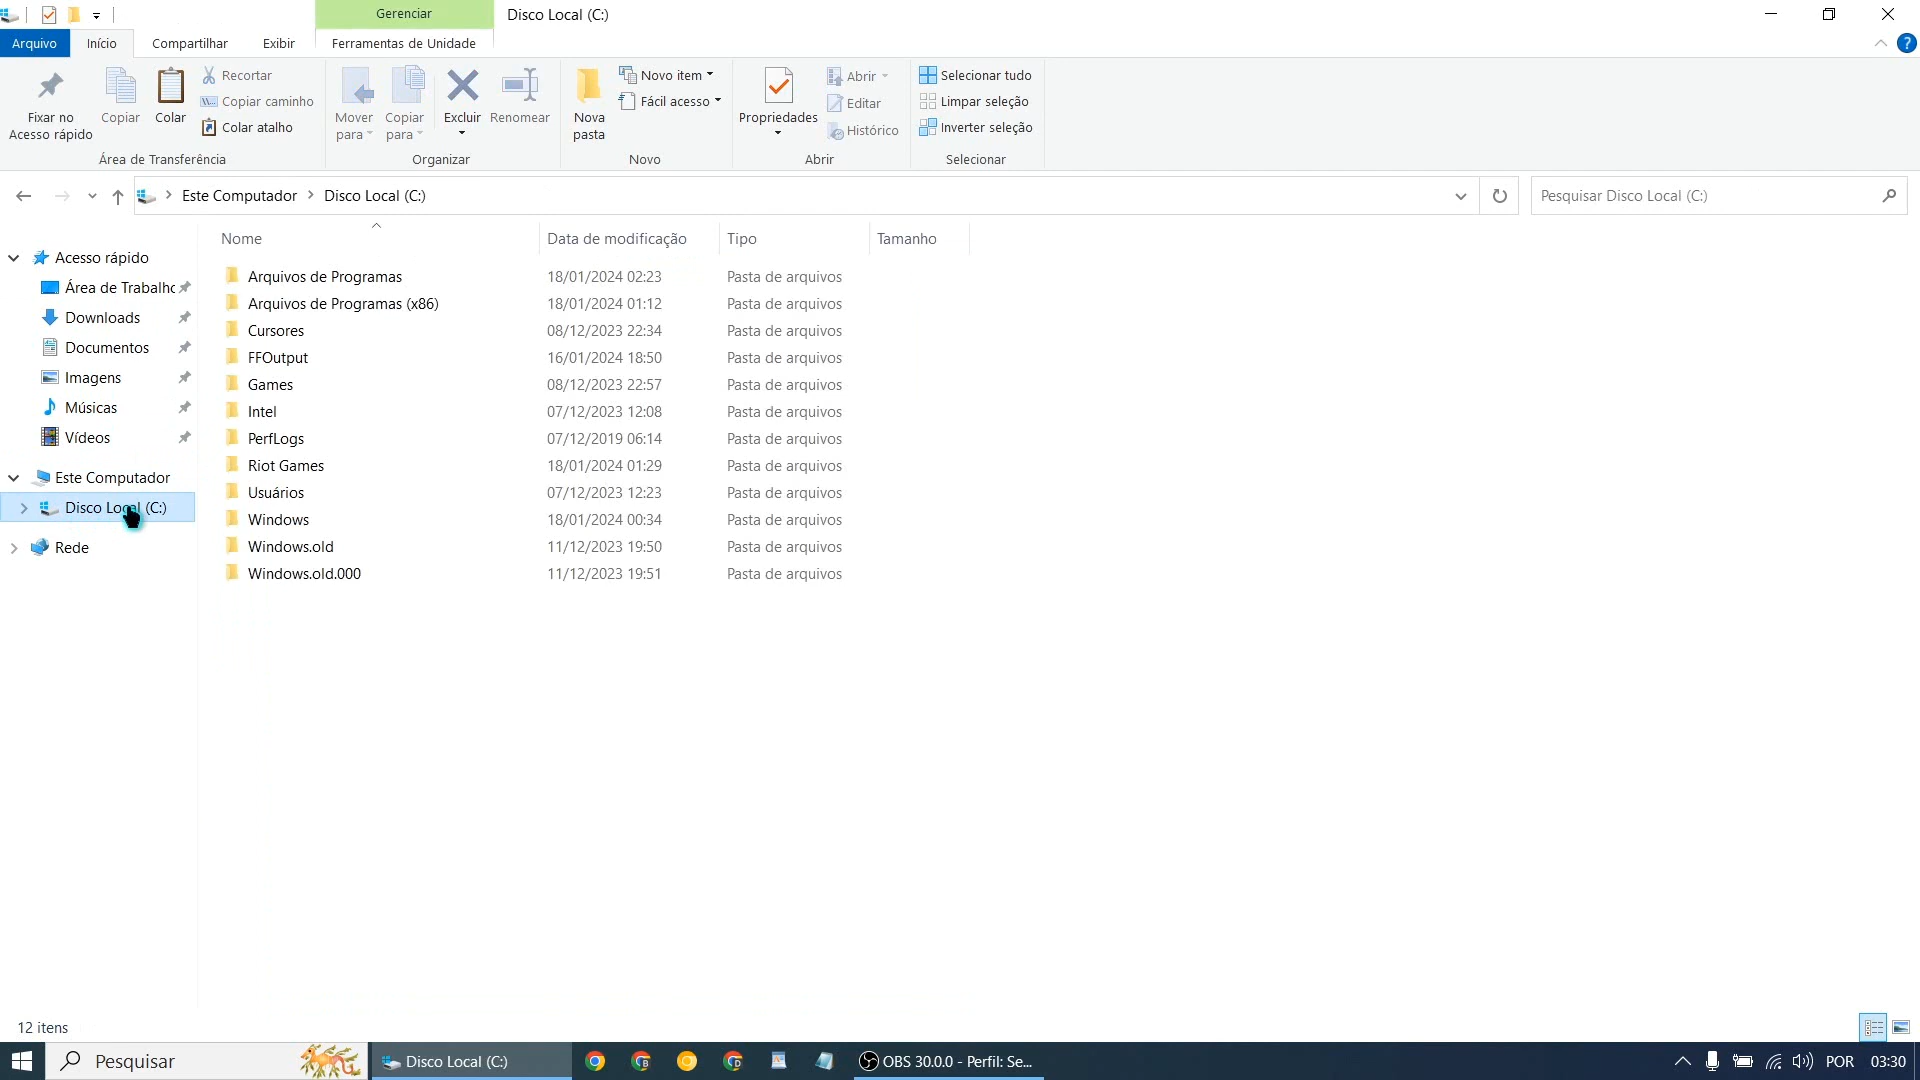 Gerenciar
Disco Local (C:)
Arquivo
Início
Compartilhar
Exibir
Ferramentas de Unidade
Fixar no
Acesso rápido
Copiar
Colar
Recortar
Copiar caminho
Colar atalho
Área de Transferência
Mover
para
Copiar
para
Excluir
Renomear
Organizar
Nova
pasta
Novo item
Fácil acesso
Novo
Propriedades
Abrir
Editar
Histórico
Abrir
Selecionar tudo
Limpar seleção
Inverter seleção
Selecionar
Este Computador > Disco Local (C:)
Pesquisar Disco Local (C:)
Acesso rápido
Área de Trabalho
Downloads
Documentos
Imagens
Músicas
Vídeos
Este Computador
Disco Local (C:)
Rede
Nome Data de modificação Tipo Tamanho
Arquivos de Programas 18/01/2024 02:23 Pasta de arquivos
Arquivos de Programas (x86) 18/01/2024 01:12 Pasta de arquivos
Cursores 08/12/2023 22:34 Pasta de arquivos
FFOutput 16/01/2024 18:50 Pasta de arquivos
Games 08/12/2023 22:57 Pasta de arquivos
Intel 07/12/2023 12:08 Pasta de arquivos
PerfLogs 07/12/2019 06:14 Pasta de arquivos
Riot Games 18/01/2024 01:29 Pasta de arquivos
Usuários 07/12/2023 12:23 Pasta de arquivos
Windows 18/01/2024 00:34 Pasta de arquivos
Windows.old 11/12/2023 19:50 Pasta de arquivos
Windows.old.000 11/12/2023 19:51 Pasta de arquivos
12 itens
Pesquisar
Disco Local (C:)
OBS 30.0.0 - Perfil: Se...
POR
03:30